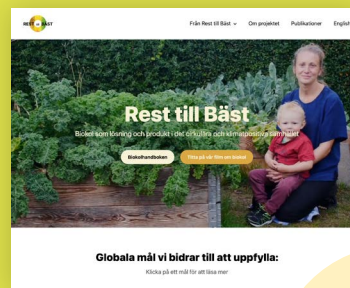 REST till BÄST
Från Rest till Bäst
Om projektet
Publikationer
English
Rest till Bäst
Biokol som lösning och produkt i det cirkulära och klimatpositiva samhället
Biokolhandboken
Titta på vår film om biokol
Globala mål vi bidrar till att uppfylla:
Klicka på ett mål för att läsa mer